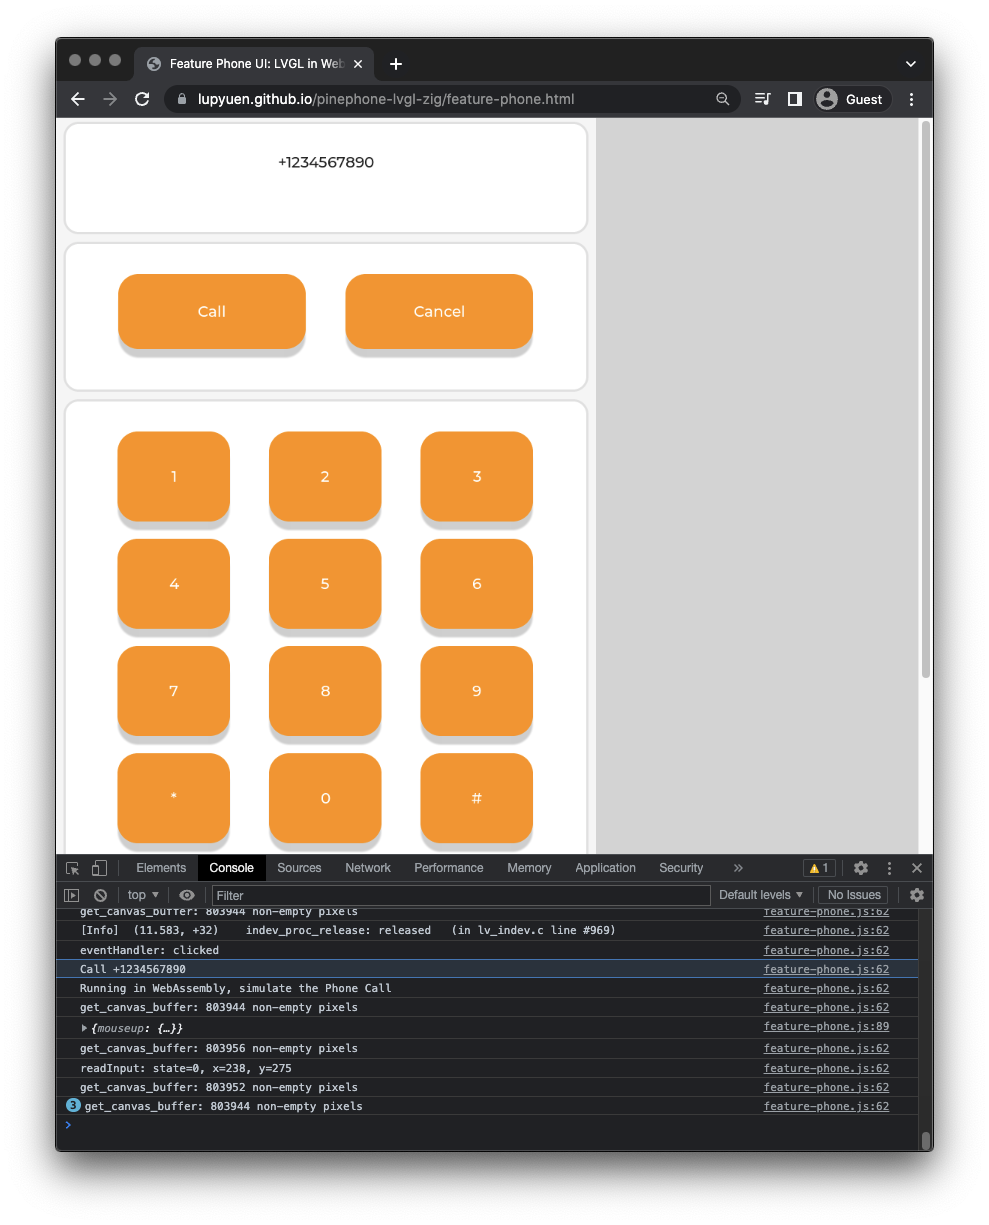 Feature Phone UI: LVGL in Web
lupyuen.github.io/pinephone-lvgl-zig/feature-phone.html
Guest
+1234567890
Call Cancel
1 2 3
4 5 6
7 8 9
* 0 #
Elements Console Sources Network Performance Memory Application Security » 1
top Filter Default levels No Issues
get_canvas_buffer: 803944 non-empty pixels feature-phone.js:62
[Info] (11.583, +32) indev_proc_release: released (in lv_indev.c line #969) feature-phone.js:62
eventHandler: clicked feature-phone.js:62
Call +1234567890 feature-phone.js:62
Running in WebAssembly, simulate the Phone Call feature-phone.js:62
get_canvas_buffer: 803944 non-empty pixels feature-phone.js:62
{mouseup: {…}} feature-phone.js:89
get_canvas_buffer: 803956 non-empty pixels feature-phone.js:62
readInput: state=0, x=238, y=275 feature-phone.js:62
get_canvas_buffer: 803952 non-empty pixels feature-phone.js:62
3 get_canvas_buffer: 803944 non-empty pixels feature-phone.js:62
>